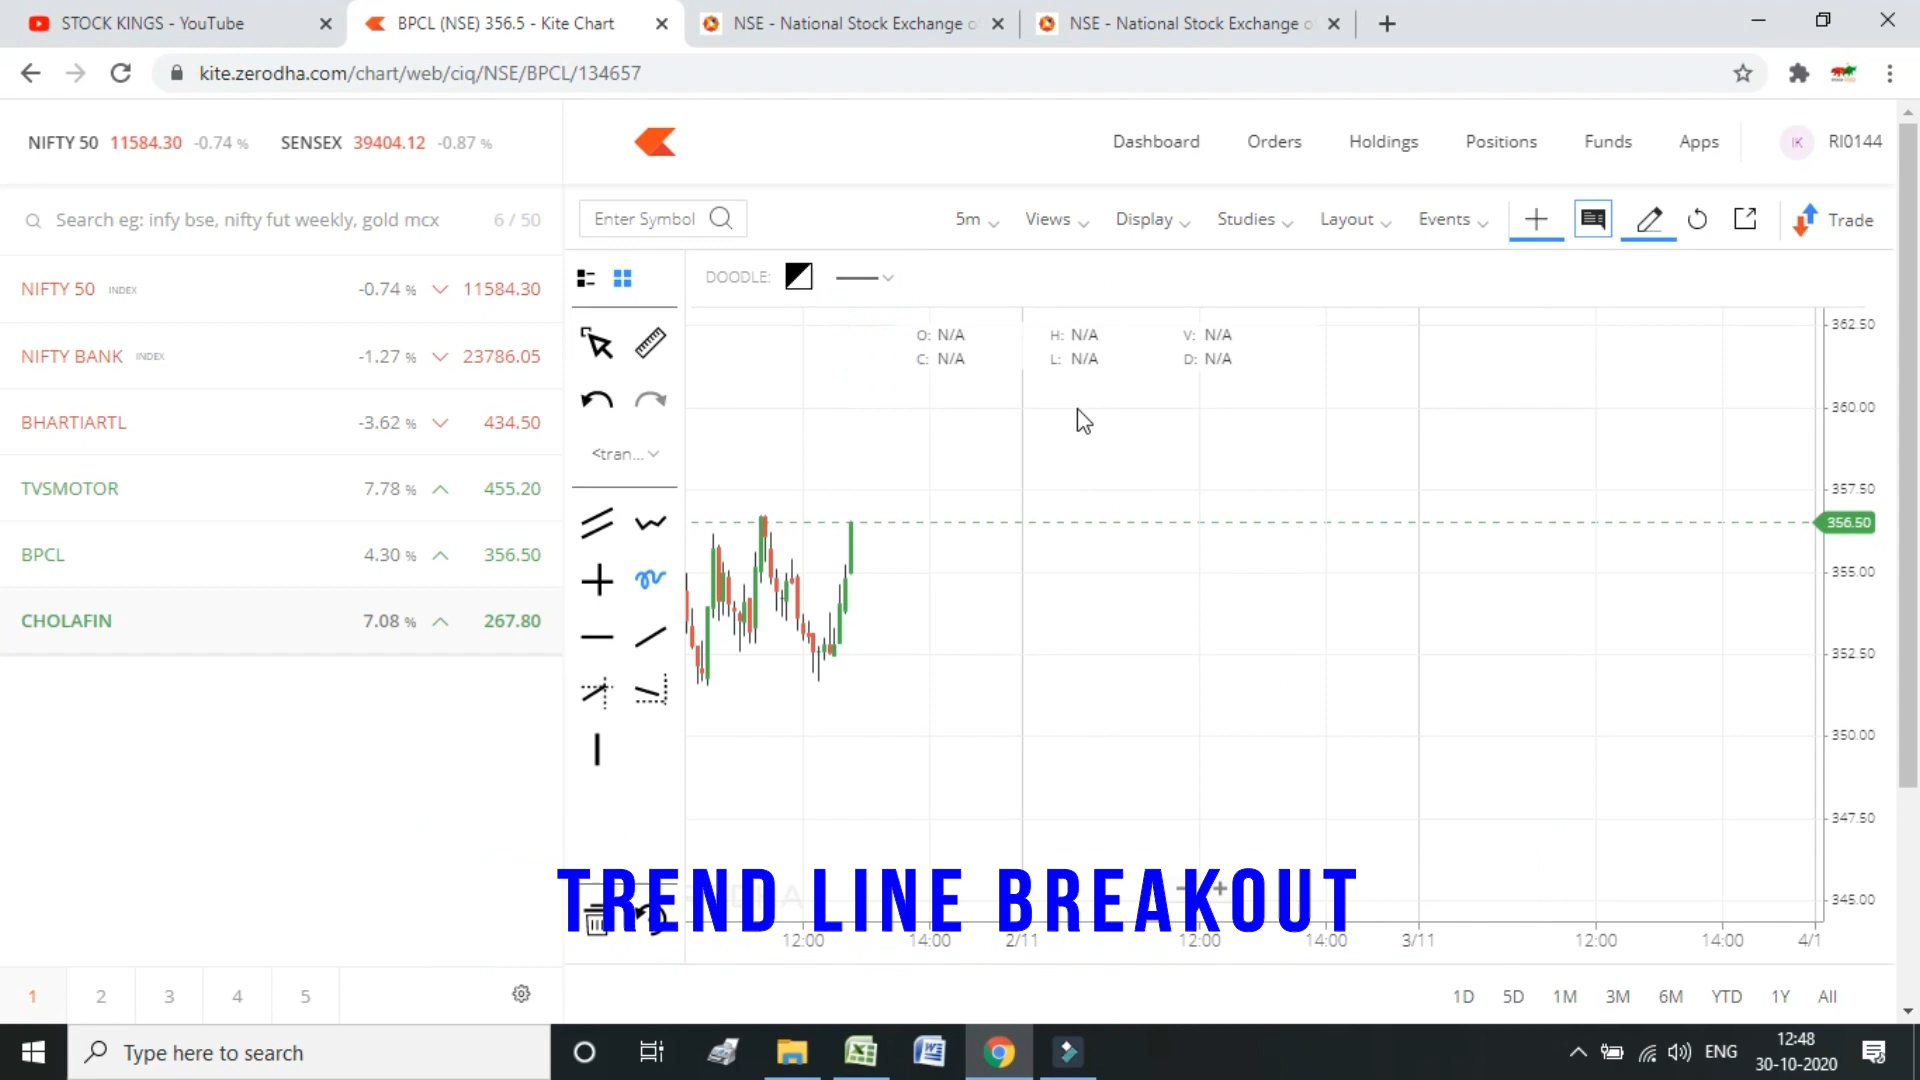 STOCK KINGS - YouTube
BPCL (NSE) 356.5 - Kite Chart
NSE - National Stock Exchange o
NSE - National Stock Exchange o
kite.zerodha.com/chart/web/ciq/NSE/BPCL/134657
NIFTY 50 11584.30 -0.74 % SENSEX 39404.12 -0.87 %
Dashboard Orders Holdings Positions Funds Apps IK RI0144
Search eg: infy bse, nifty fut weekly, gold mcx 6 / 50
Enter Symbol 5m Views Display Studies Layout Events Trade
NIFTY 50 INDEX -0.74 % 11584.30
NIFTY BANK INDEX -1.27 % 23786.05
BHARTIARTL -3.62 % 434.50
TVSMOTOR 7.78 % 455.20
BPCL 4.30 % 356.50
CHOLAFIN 7.08 % 267.80
DOODLE:
O: N/A H: N/A V: N/A
C: N/A L: N/A D: N/A
<tran...
362.50
360.00
357.50
356.50
355.00
352.50
350.00
347.50
345.00
TREND LINE BREAKOUT
12:00 14:00 2/11 12:00 14:00 3/11 12:00 14:00 4/1
1 2 3 4 5
1D 5D 1M 3M 6M YTD 1Y All
Type here to search
ENG
12:48
30-10-2020